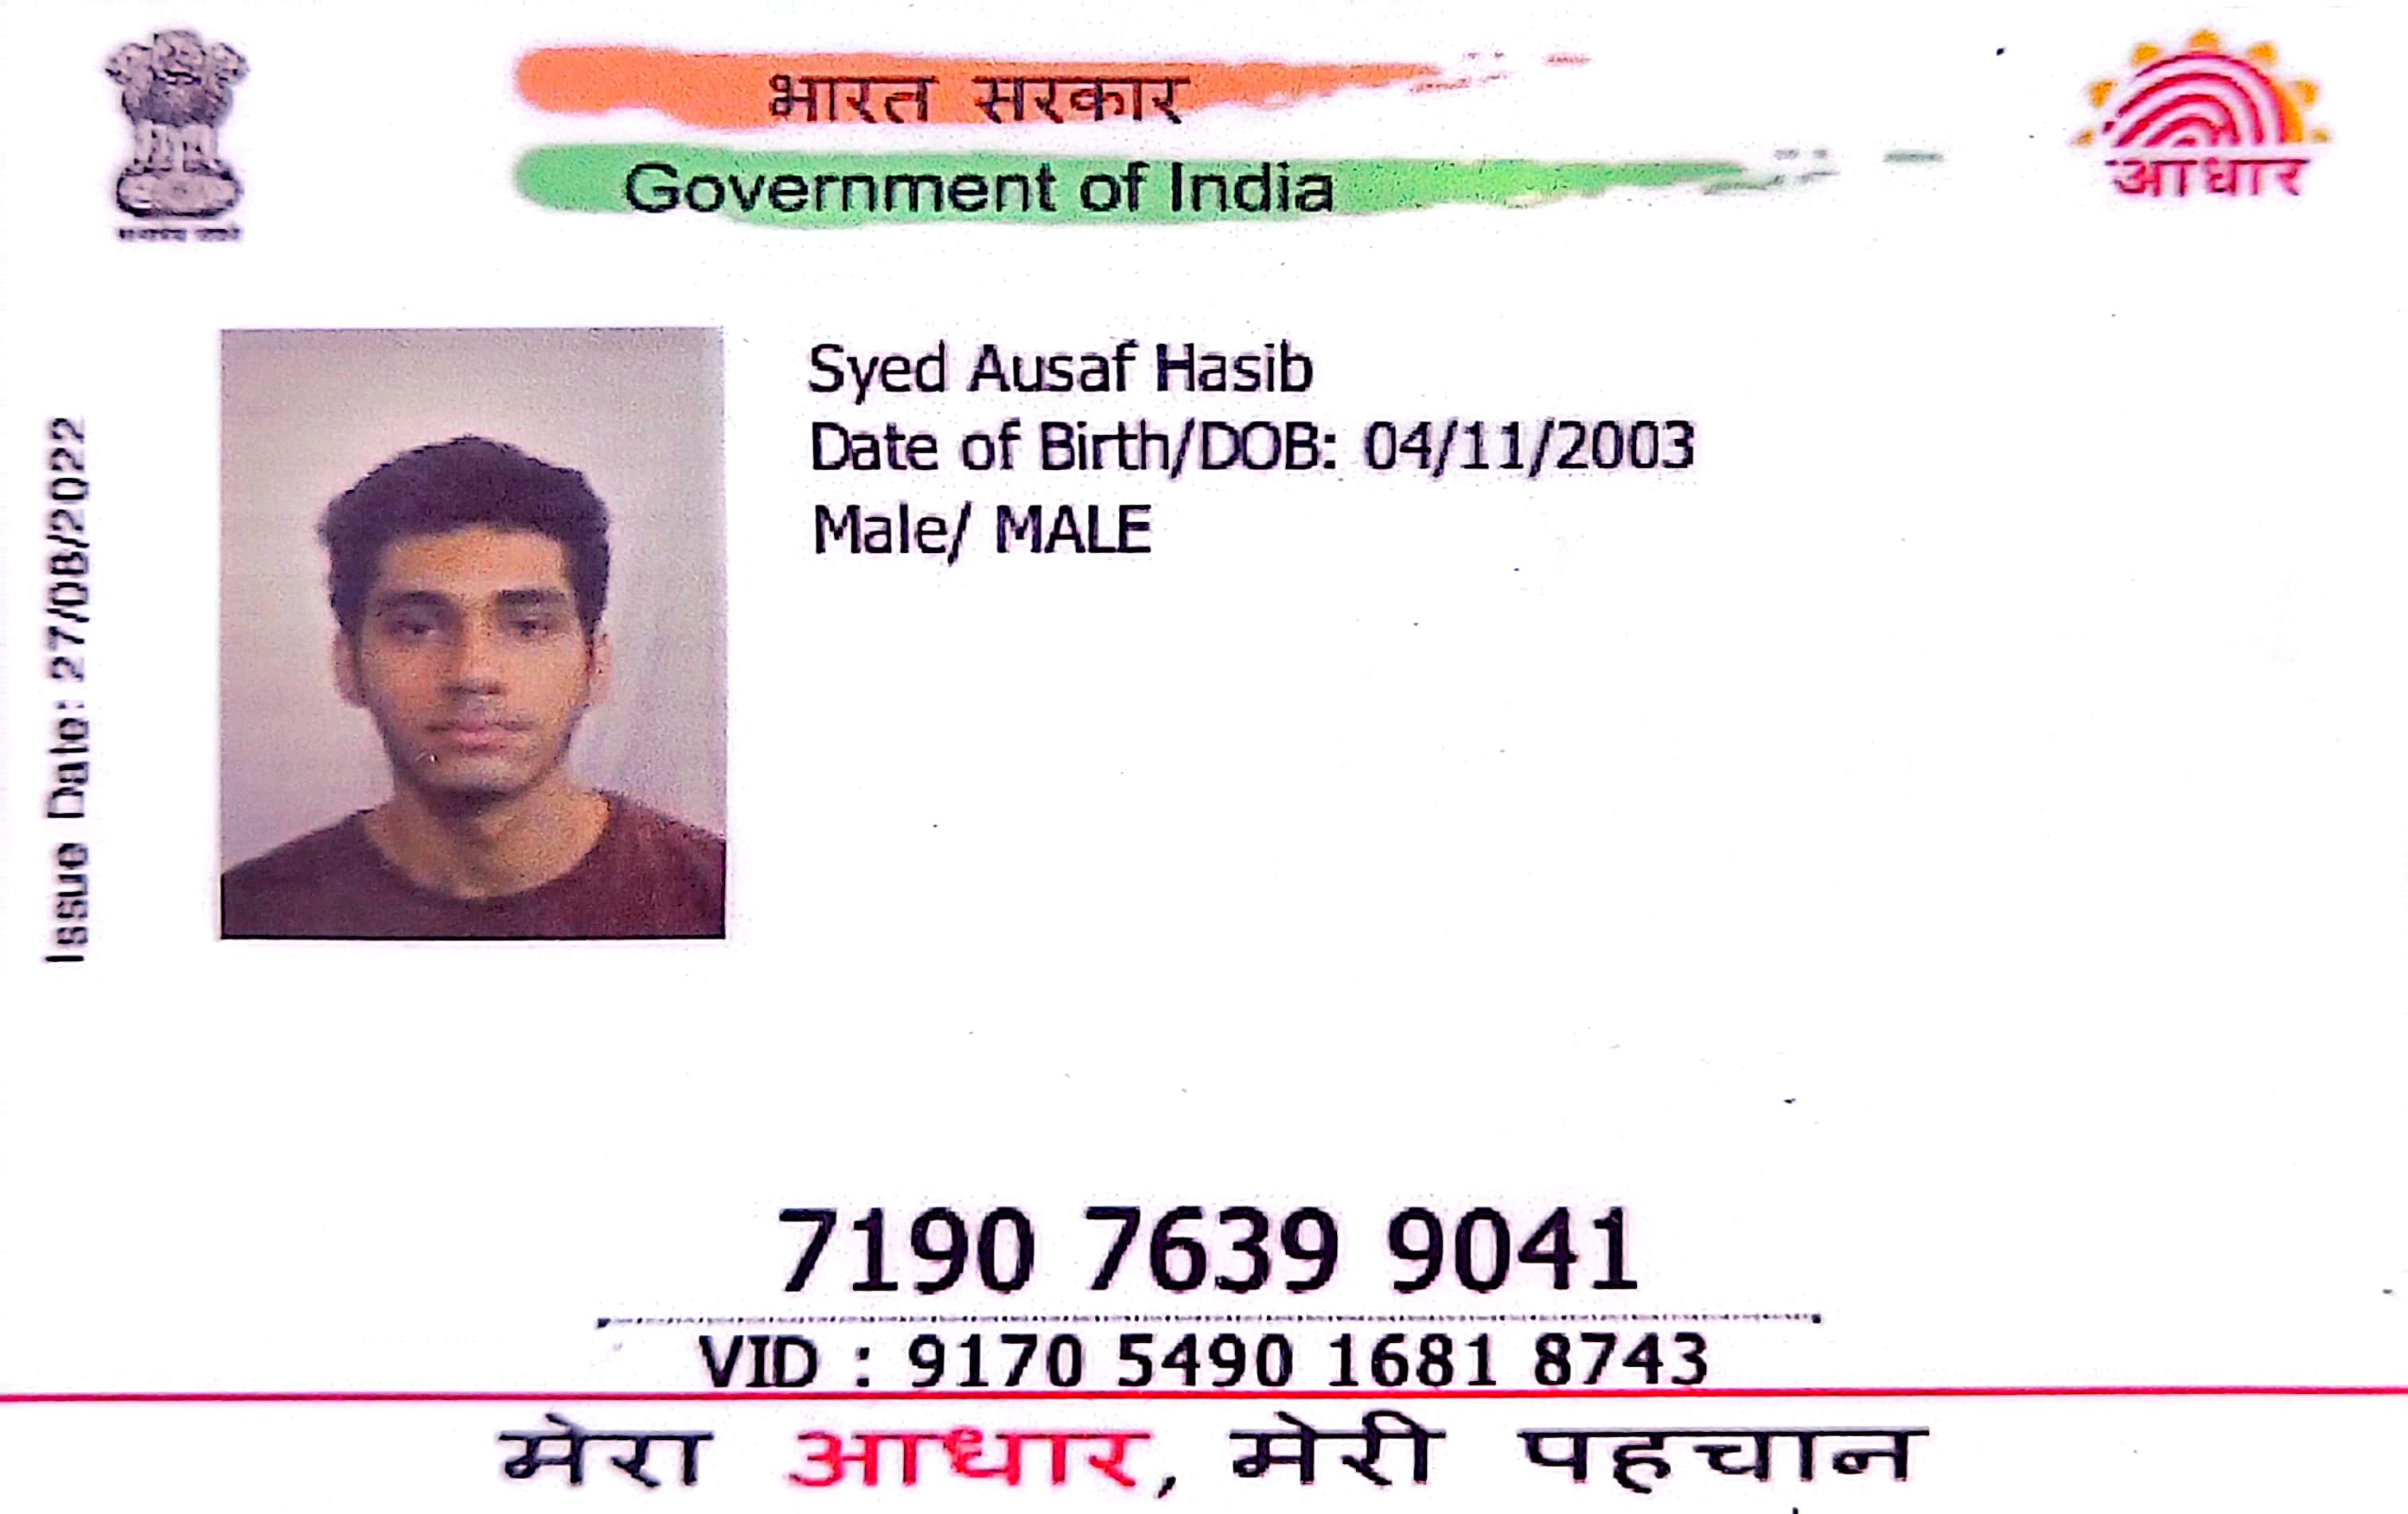 भारत सरकार
Government of India
आधार
Issue Date: 27/08/2022
Syed Ausaf Hasib
Date of Birth/DOB: 04/11/2003
Male/ MALE
7190 7639 9041
VID : 9170 5490 1681 8743
मेरा आधार, मेरी पहचान